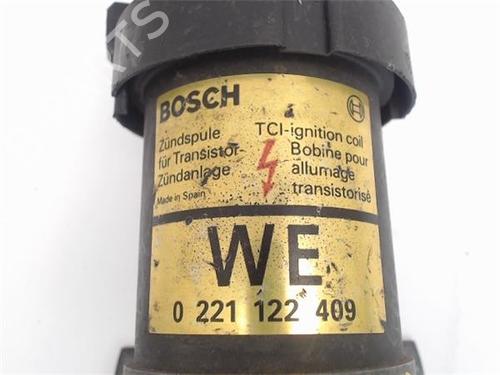 BOSCH
Zündspule
für Transistor-
Zündanlage
Made in Spain
TCI-ignition coil
Bobine pour
allumage
transistorisé
WE
0 221 122 409